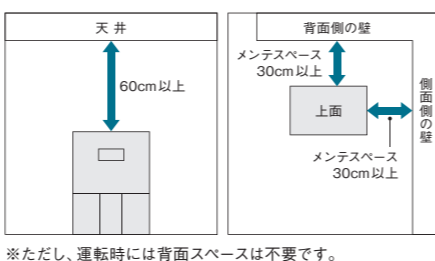 天井
60cm以上
背面側の壁
メンテスペース
30cm以上
上面
側面側の壁
メンテスペース
30cm以上
※ただし、運転時には背面スペースは不要です。